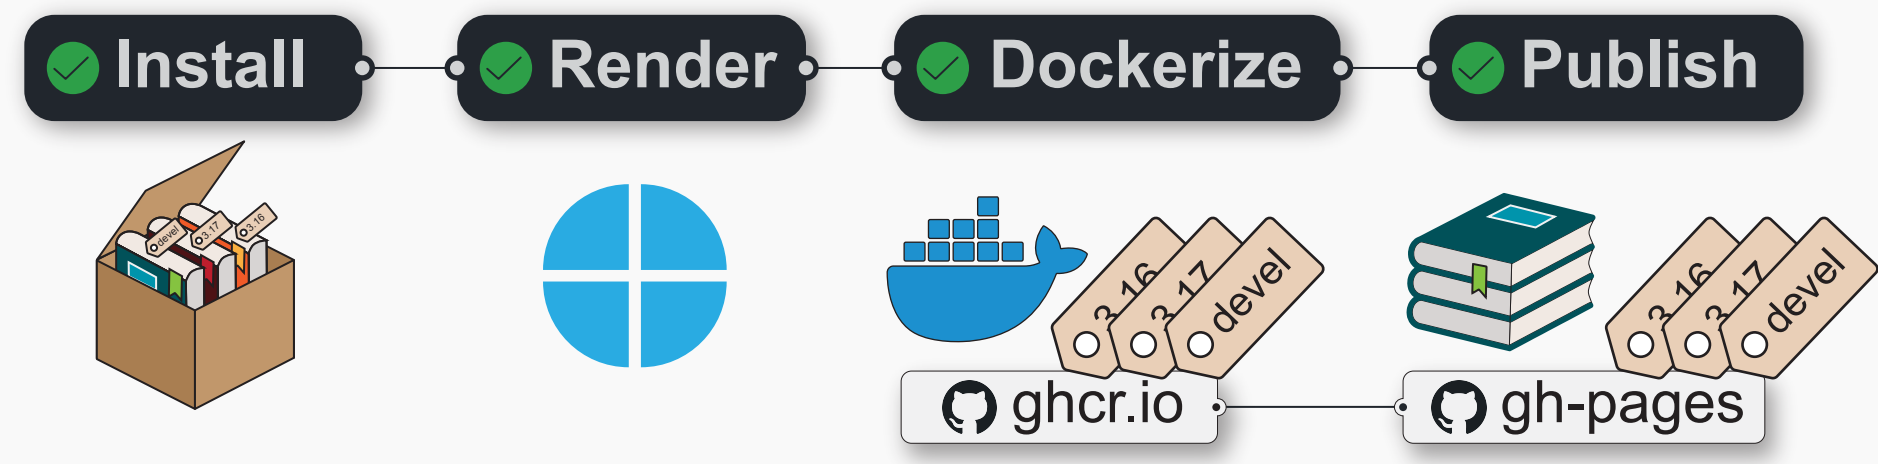 Install
Render
Dockerize
Publish
devel
3.17
3.16
3.16
3.17
devel
3.16
3.17
devel
ghcr.io
gh-pages